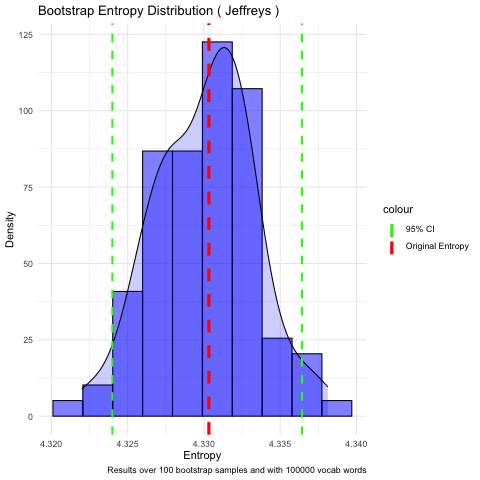 Bootstrap Entropy Distribution ( Jeffreys )
125
100
75
50
25
0
Density
4.320 4.325 4.330 4.335 4.340
Entropy
colour
95% CI
Original Entropy
Results over 100 bootstrap samples and with 100000 vocab words